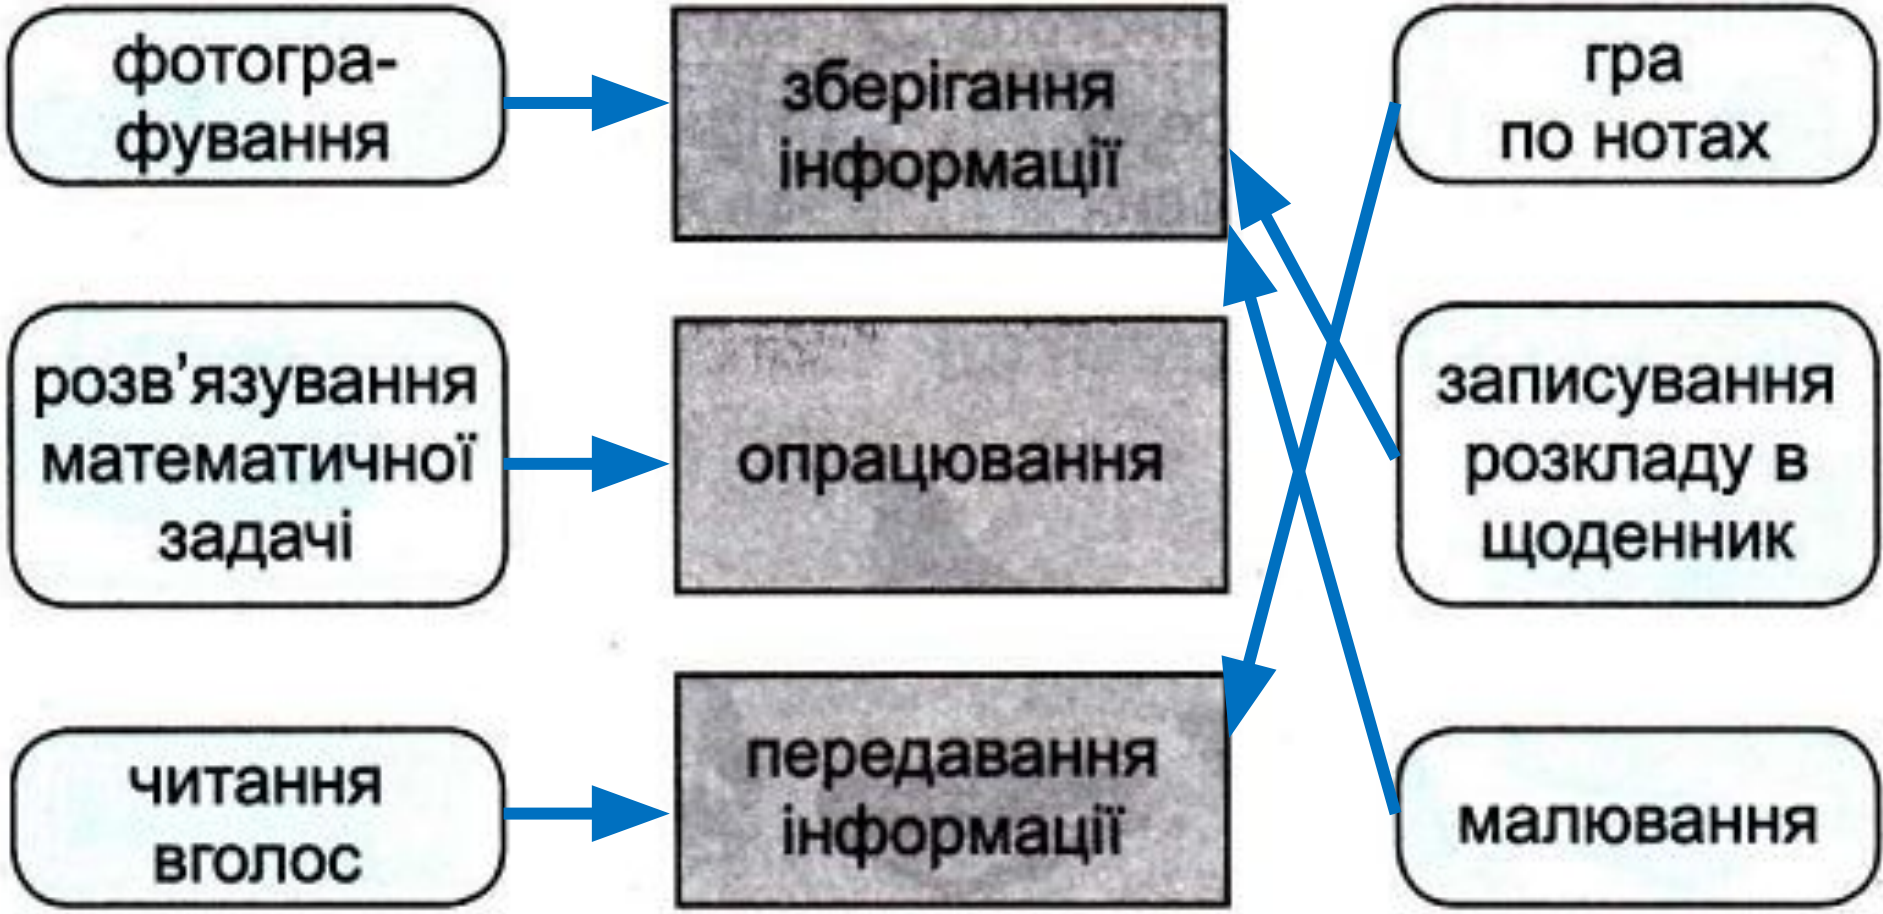 фотогра-
фування
зберігання
інформації
гра
по нотах
розв’язування
математичної
задачі
опрацювання
записування
розкладу в
щоденник
читання
вголос
передавання
інформації
малювання